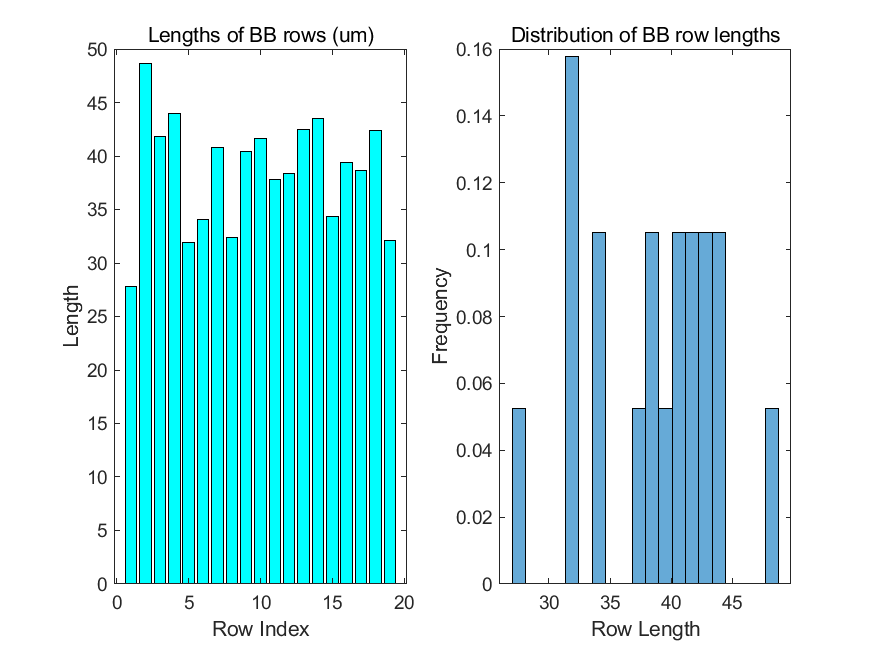 Lengths of BB rows (um)
50
45
40
35
30
25
20
15
10
5
0
Length
0 5 10 15 20
Row Index
Distribution of BB row lengths
0.16
0.14
0.12
0.1
0.08
0.06
0.04
0.02
0
Frequency
30 35 40 45
Row Length